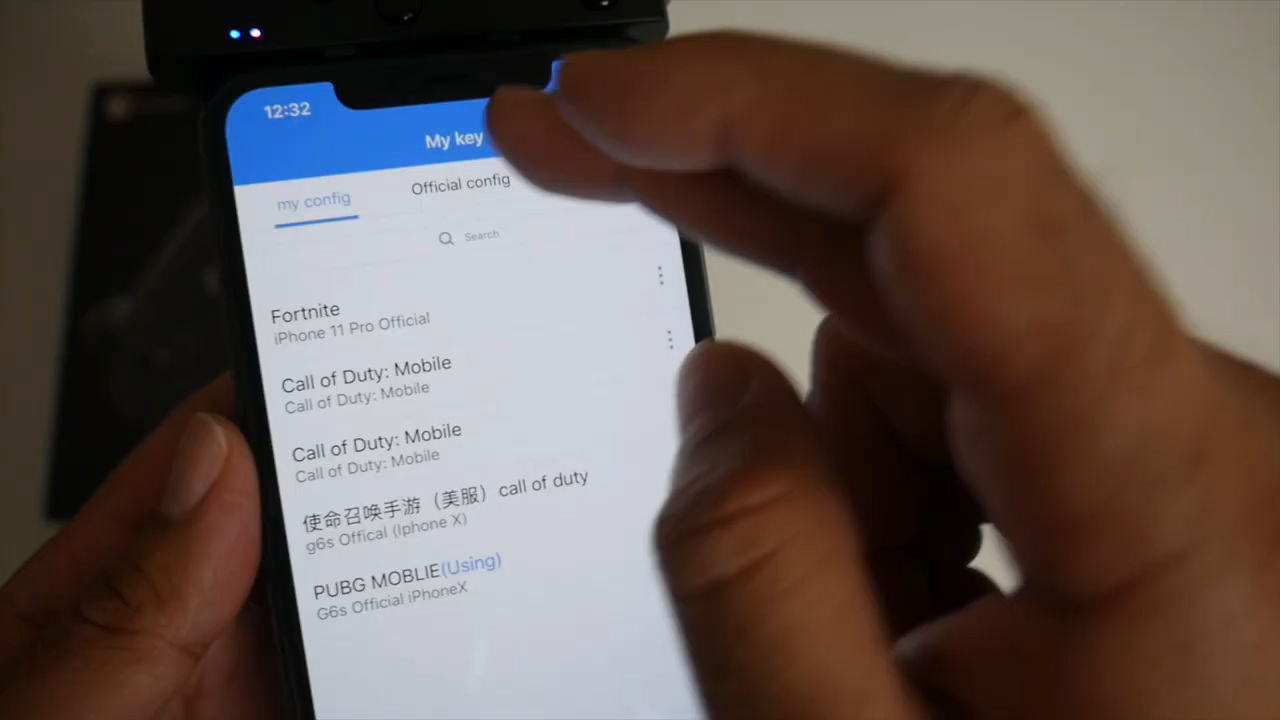 12:32
My key
my config
Official config
Search
Fortnite
iPhone 11 Pro Official
Call of Duty: Mobile
Call of Duty: Mobile
Call of Duty: Mobile
Call of Duty: Mobile
使命召唤手游（美服）call of duty
g6s Offical (Iphone X)
PUBG MOBLIE(Using)
G6s Official iPhoneX